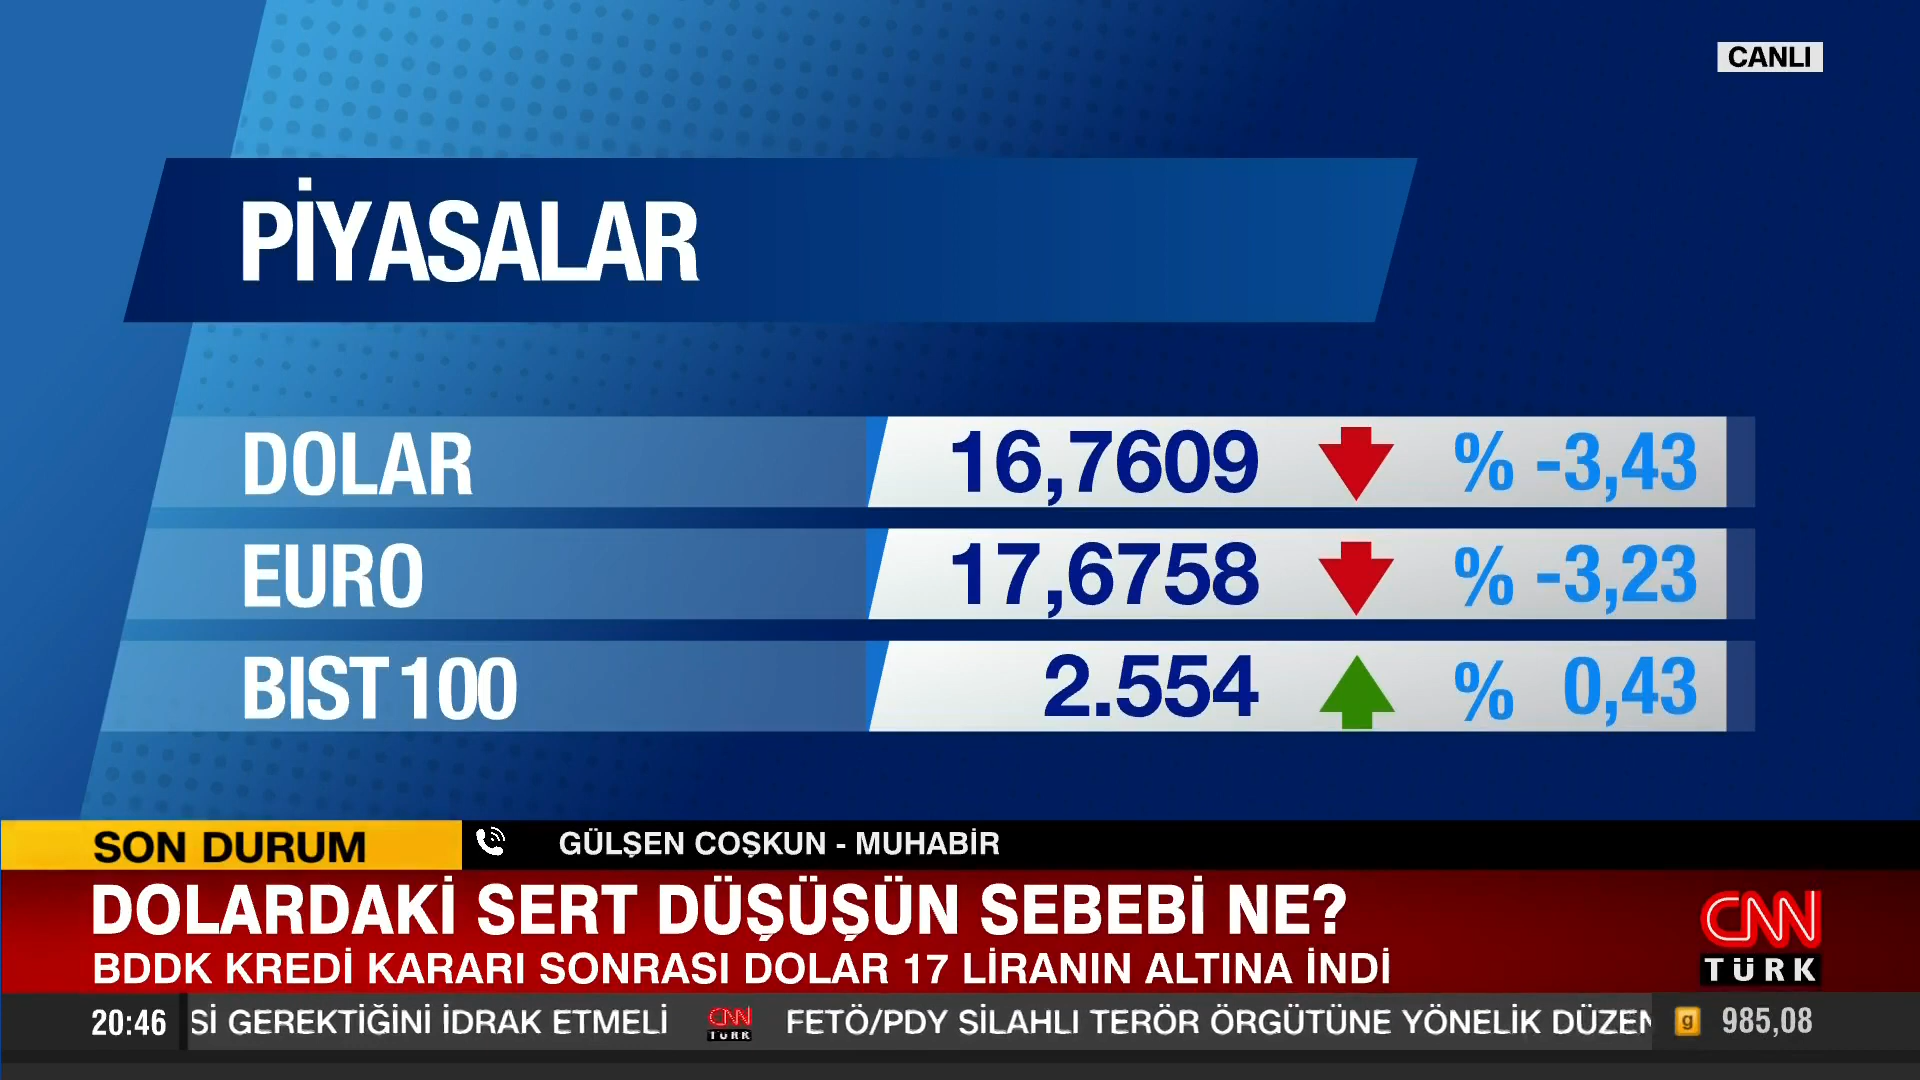 CANLI
PİYASALAR
DOLAR 16,7609 % -3,43
EURO 17,6758 % -3,23
BIST 100 2.554 % 0,43
SON DURUM GÜLŞEN COŞKUN - MUHABİR
DOLARDAKİ SERT DÜŞÜŞÜN SEBEBİ NE?
BDDK KREDİ KARARI SONRASI DOLAR 17 LİRANIN ALTINA İNDİ
CNN
TÜRK
20:46 Sİ GEREKTİĞİNİ İDRAK ETMELİ CNN TÜRK FETÖ/PDY SİLAHLI TERÖR ÖRGÜTÜNE YÖNELİK DÜZEN g 985,08